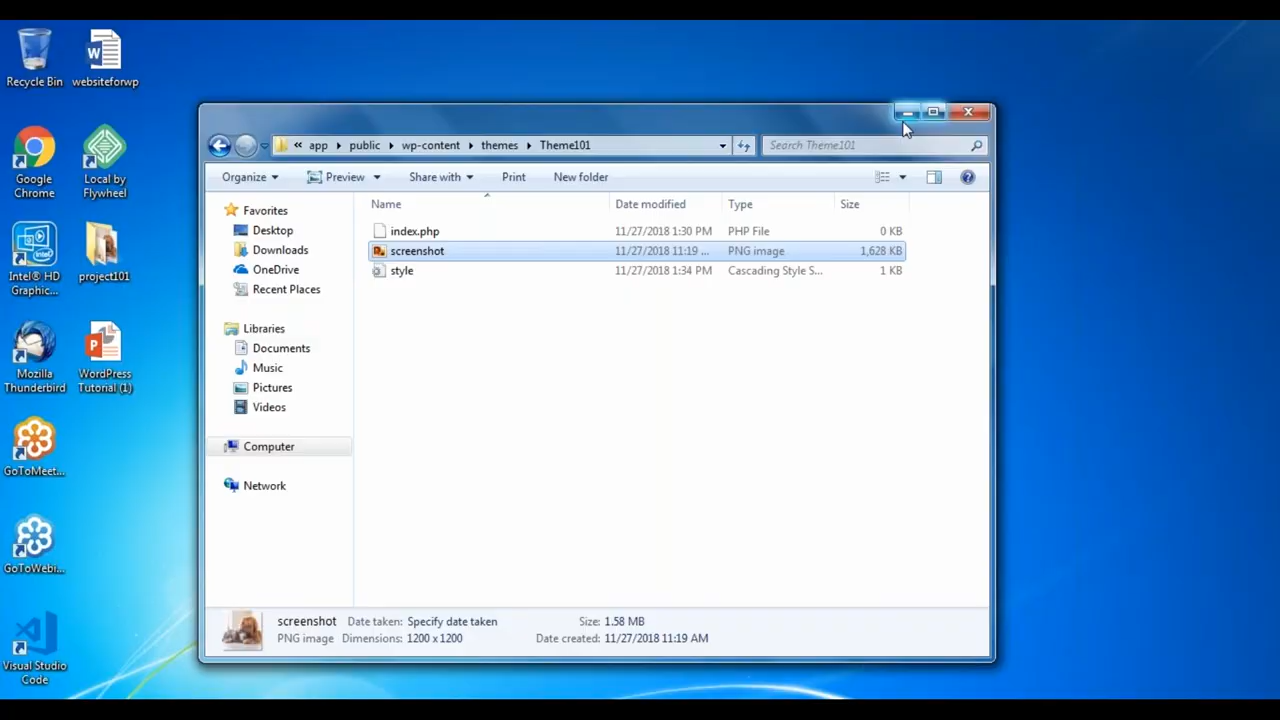 Recycle Bin
websiteforwp
Google
Chrome
Local by
Flywheel
Intel® HD
Graphic...
project101
Mozilla
Thunderbird
WordPress
Tutorial (1)
GoToMeet...
GoToWebi...
Visual Studio
Code
« app public wp-content themes Theme101
Search Theme101
Organize Preview Share with Print New folder
Favorites
Desktop
Downloads
OneDrive
Recent Places
Libraries
Documents
Music
Pictures
Videos
Computer
Network
Name Date modified Type Size
index.php 11/27/2018 1:30 PM PHP File 0 KB
screenshot 11/27/2018 11:19 ... PNG image 1,628 KB
style 11/27/2018 1:34 PM Cascading Style S... 1 KB
screenshot Date taken: Specify date taken Size: 1.58 MB
PNG image Dimensions: 1200 x 1200 Date created: 11/27/2018 11:19 AM